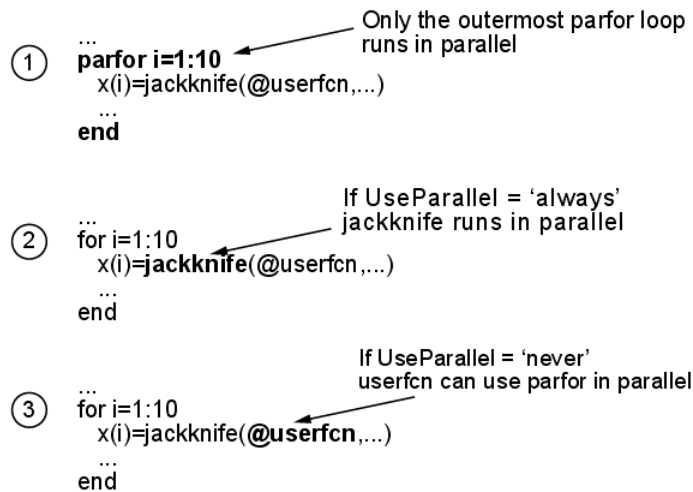 Only the outermost parfor loop
runs in parallel
...
1
parfor i=1:10
x(i)=jackknife(@userfcn,...)
...
end
If UseParallel = ‘always’
jackknife runs in parallel
...
2
for i=1:10
x(i)=jackknife(@userfcn,...)
...
end
If UseParallel = ‘never’
userfcn can use parfor in parallel
...
3
for i=1:10
x(i)=jackknife(@userfcn,...)
...
end